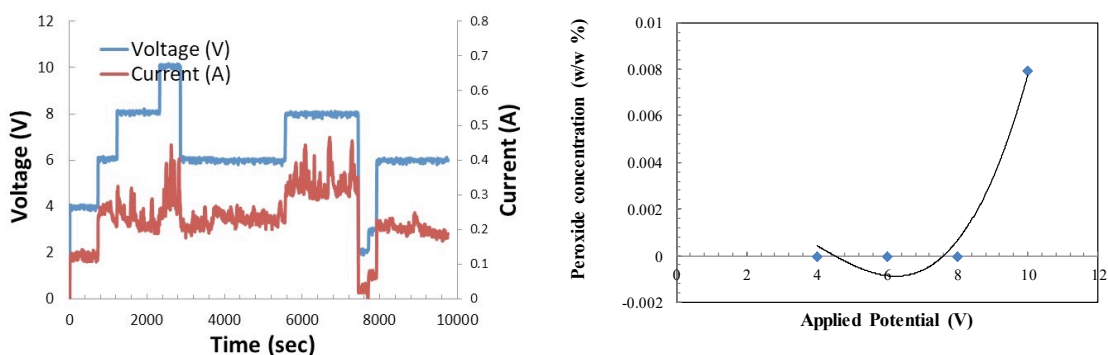 12
10
8
6
4
2
0
Voltage (V)
Voltage (V)
Current (A)
0.8
0.7
0.6
0.5
0.4
0.3
0.2
0.1
0
Current (A)
0 2000 4000 6000 8000 10000
Time (sec)
Peroxide concentration (w/w %)
0.01
0.008
0.006
0.004
0.002
0
-0.002
0 2 4 6 8 10 12
Applied Potential (V)